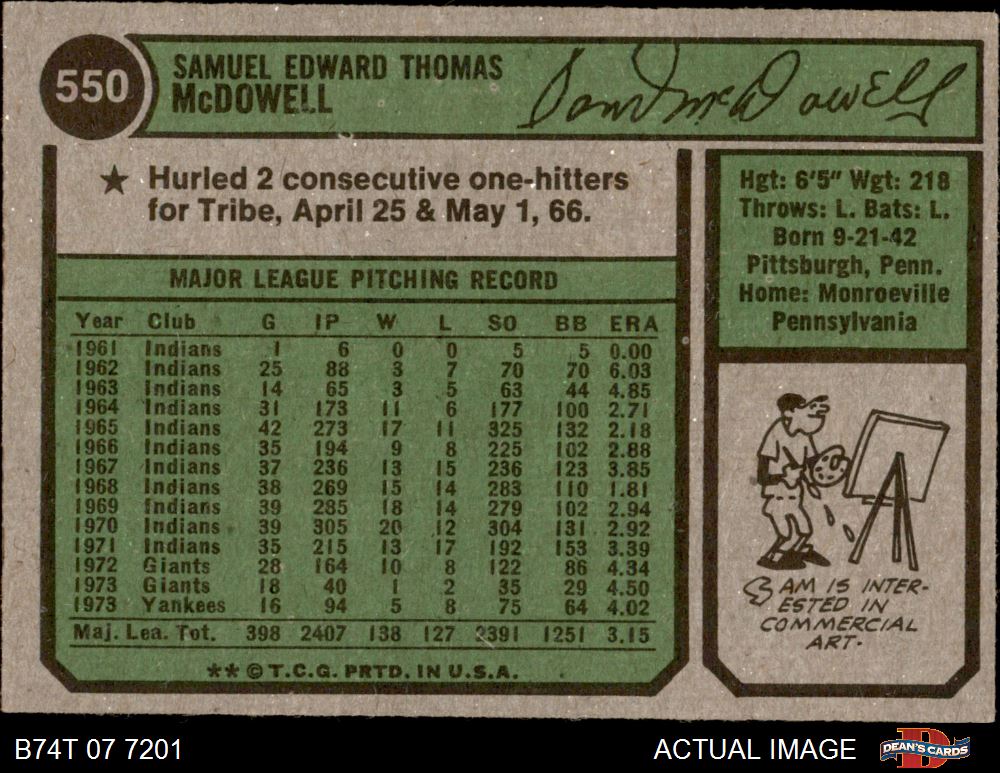 550
SAMUEL EDWARD THOMAS
McDOWELL
Sam McDowell
★ Hurled 2 consecutive one-hitters
for Tribe, April 25 & May 1, 66.
MAJOR LEAGUE PITCHING RECORD
Year Club G IP W L SO BB ERA
1961 Indians 1 6 0 0 5 5 0.00
1962 Indians 25 88 3 7 70 70 6.03
1963 Indians 14 65 3 5 63 44 4.85
1964 Indians 31 173 11 6 177 100 2.71
1965 Indians 42 273 17 11 325 132 2.18
1966 Indians 35 194 9 8 225 102 2.88
1967 Indians 37 236 13 15 236 123 3.85
1968 Indians 38 269 15 14 283 110 1.81
1969 Indians 39 285 18 14 279 102 2.94
1970 Indians 39 305 20 12 304 131 2.92
1971 Indians 35 215 13 17 192 153 3.39
1972 Giants 28 164 10 8 122 86 4.34
1973 Giants 18 40 1 2 35 29 4.50
1973 Yankees 16 94 5 8 75 64 4.02
Maj. Lea. Tot. 398 2407 138 127 2391 1251 3.15
** © T.C.G. PRTD. IN U.S.A.
Hgt: 6'5" Wgt: 218
Throws: L. Bats: L.
Born 9-21-42
Pittsburgh, Penn.
Home: Monroeville
Pennsylvania
SAM IS INTER-
ESTED IN
COMMERCIAL
ART.
B74T 07 7201
ACTUAL IMAGE
DEAN'S CARDS